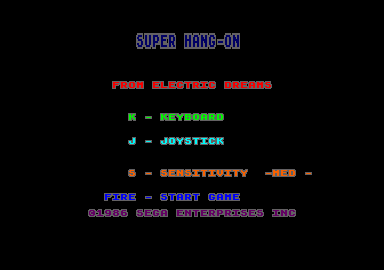 SUPER HANG-ON
FROM ELECTRIC DREAMS
K - KEYBOARD
J - JOYSTICK
S - SENSITIVITY -MED -
FIRE - START GAME
©1986 SEGA ENTERPRISES INC